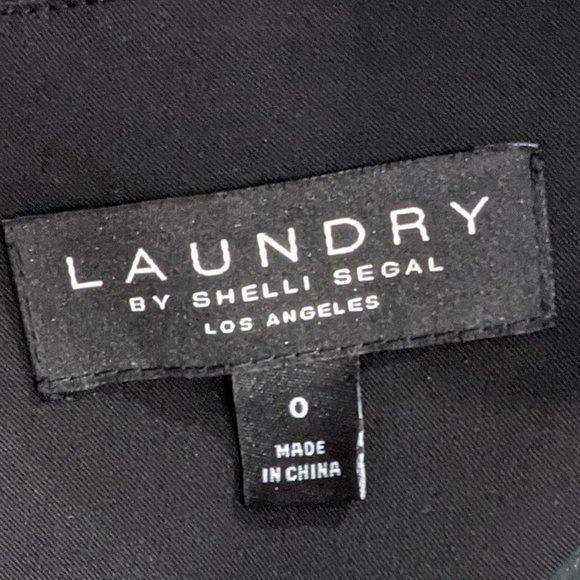 LAUNDRY
BY SHELLI SEGAL
LOS ANGELES
0
MADE
IN CHINA